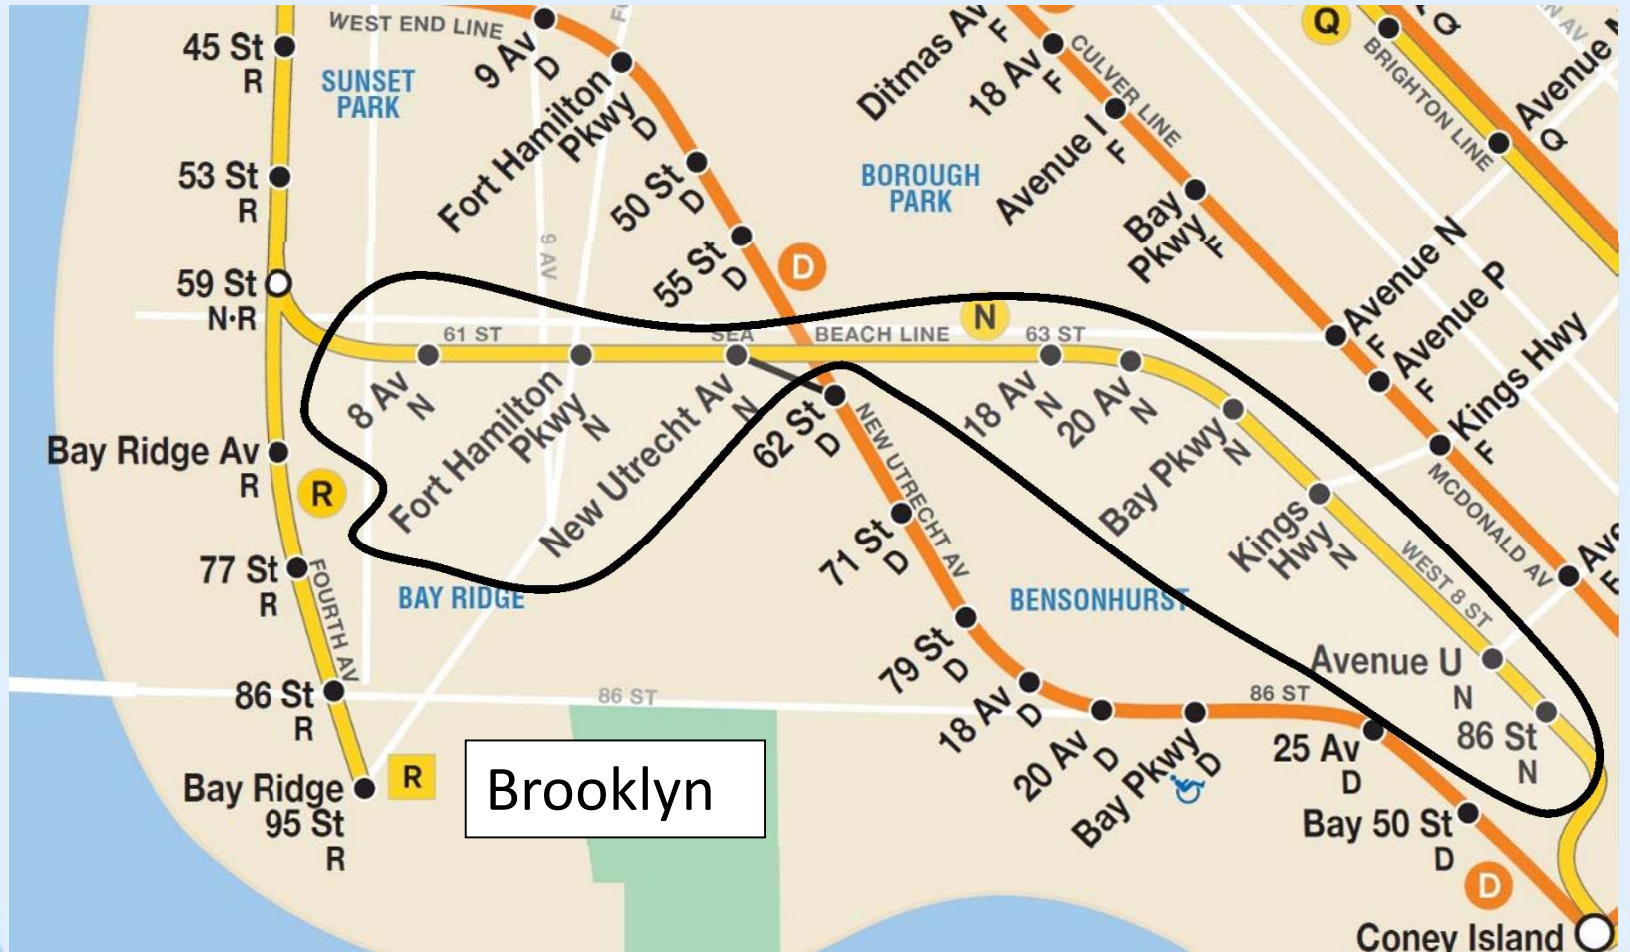 45 St
R
53 St
R
59 St
N•R
Bay Ridge Av
R
R
77 St
R
FOURTH AV
86 St
R
Bay Ridge
95 St
R
R
WEST END LINE
SUNSET
PARK
9 Av
D
Fort Hamilton
Pkwy
D
50 St
D
55 St
D
D
9 AV
61 ST
SEA
BEACH LINE
N
63 ST
8 Av
N
Fort Hamilton
Pkwy
N
New Utrecht Av
N
62 St
D
18 Av
N
20 Av
N
Bay Pkwy
N
Kings
Hwy
N
WEST 8 ST
Avenue U
N
86 St
N
NEW UTRECHT AV
71 St
D
79 St
D
18 Av
D
20 Av
D
Bay Pkwy
D
86 ST
86 ST
25 Av
D
Bay 50 St
D
D
Coney Island
BAY RIDGE
BENSONHURST
BOROUGH
PARK
Ditmas Av
F
18 Av
F
CULVER LINE
Avenue I
F
Bay
Pkwy
F
Avenue N
F
Avenue P
F
Kings Hwy
F
MCDONALD AV
Ave
F
Q
BRIGHTON LINE
Q
Avenue
Q
AV
Brooklyn